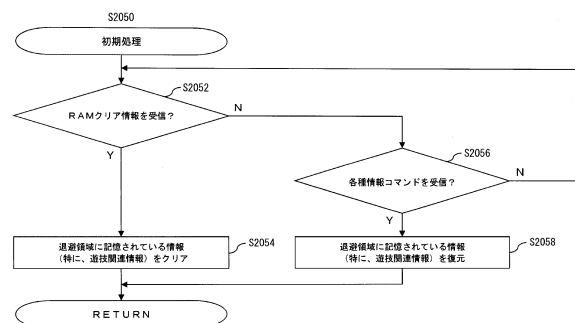 S2050
初期処理
S2052
RAMクリア情報を受信？
N
Y
S2056
各種情報コマンドを受信？
N
Y
退避領域に記憶されている情報
（特に、遊技関連情報）をクリア
S2054
退避領域に記憶されている情報
（特に、遊技関連情報）を復元
S2058
RETURN